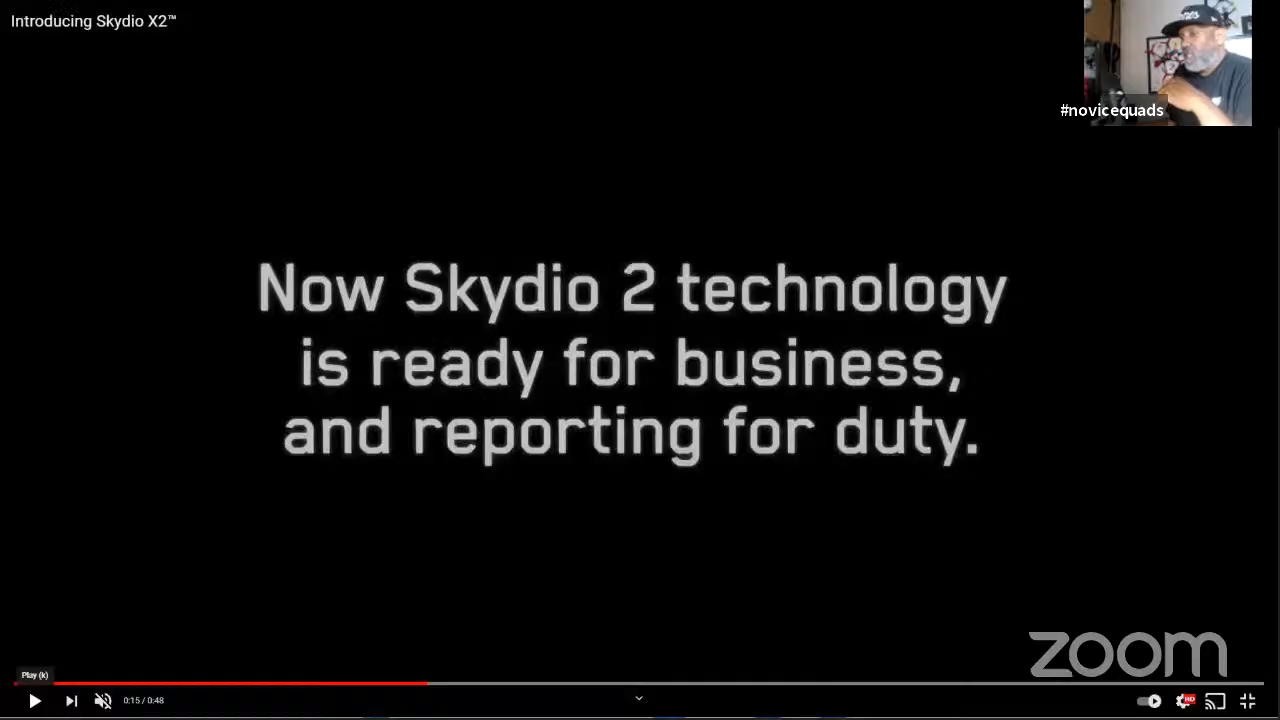 Introducing Skydio X2™
#novicequads
Now Skydio 2 technology
is ready for business,
and reporting for duty.
zoom
Play (k)
0:15 / 0:48
HD